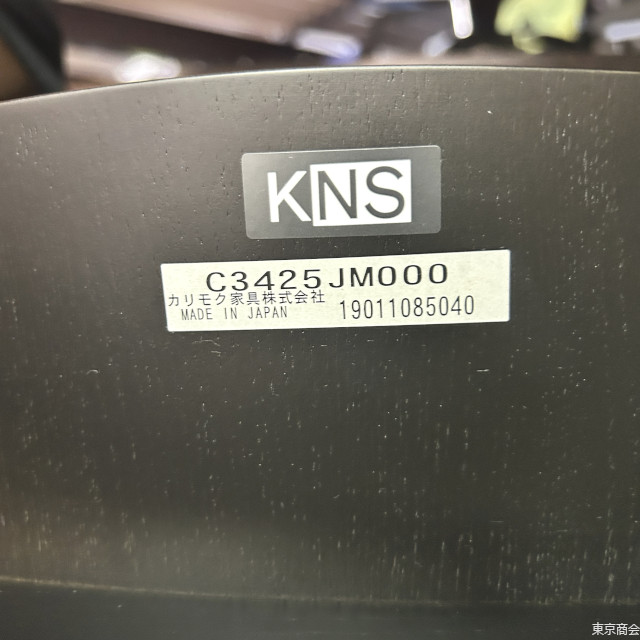 KNS
C3425JM000
カリモク家具株式会社
MADE IN JAPAN 19011085040
東京商会